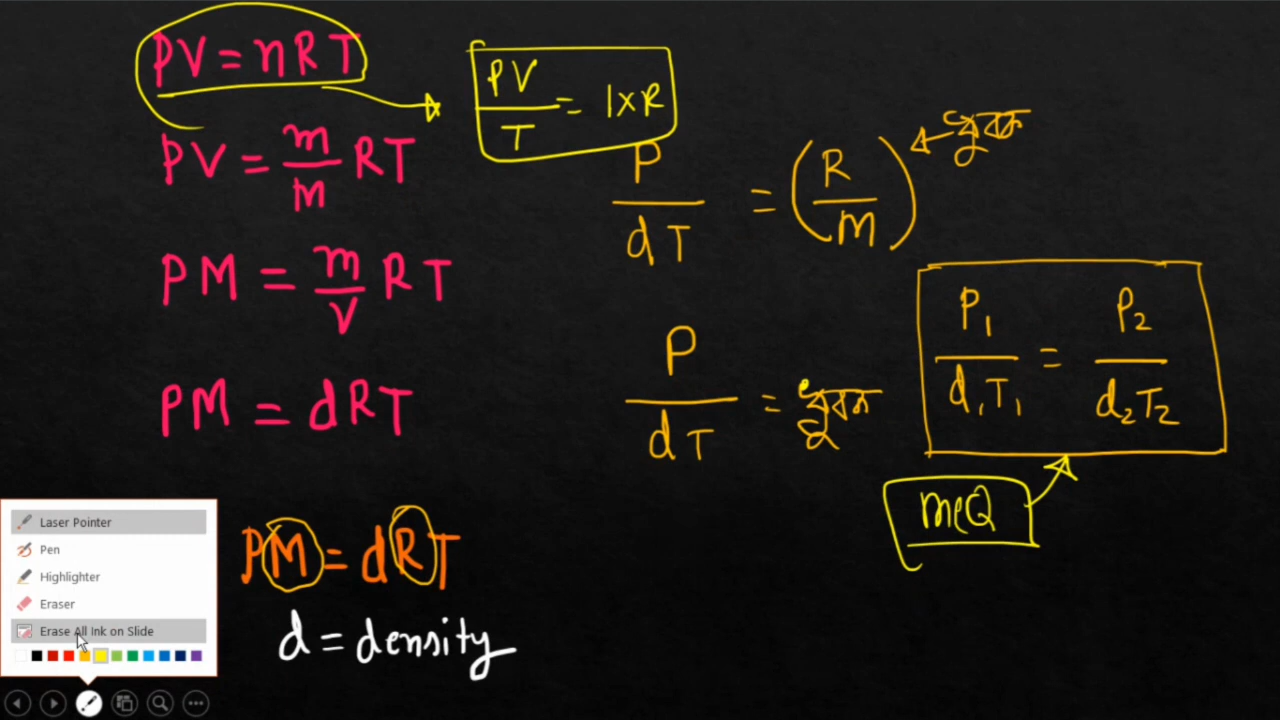 PV = nRT
PV/T = 1 x R
PV = m/m RT
P/dT = (R/M) ধ্রুবক
PM = m/V RT
P/dT = ধ্রুবক
P₁/d₁T₁ = P₂/d₂T₂
PM = dRT
MCQ
PM = dRT
d = density
Laser Pointer
Pen
Highlighter
Eraser
Erase All Ink on Slide